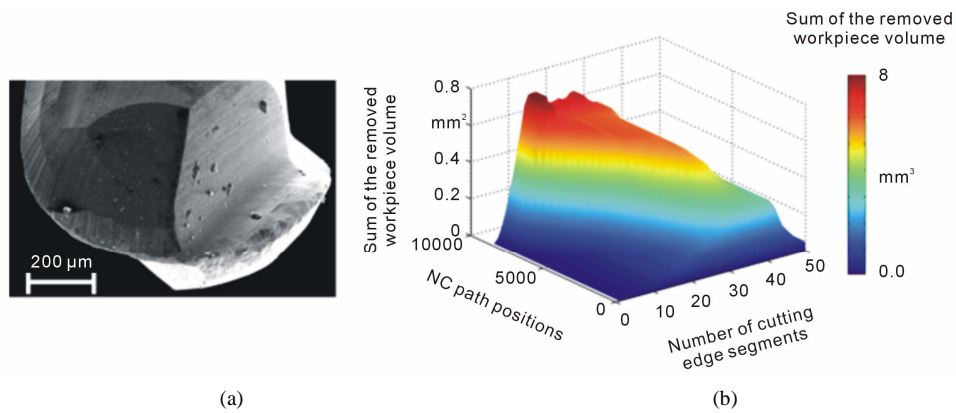 200 µm
(a)
Sum of the removed
workpiece volume
0.8
mm²
0.4
0.2
0
10000
5000
0
NC path positions
0
10
20
30
40
50
Number of cutting
edge segments
Sum of the removed
workpiece volume
8
mm³
0.0
(b)